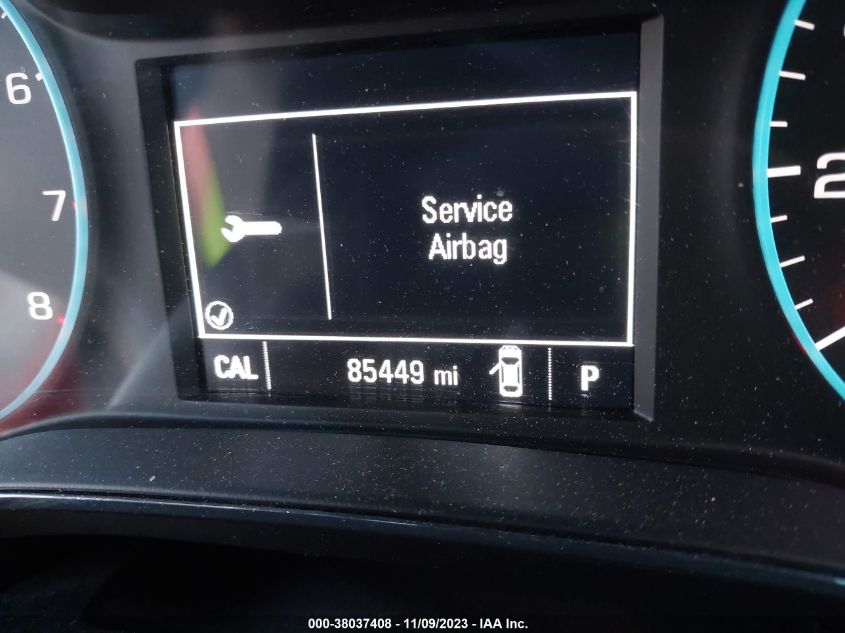 6
7
8
Service
Airbag
CAL
85449 mi
P
2
000-38037408 - 11/09/2023 - IAA Inc.